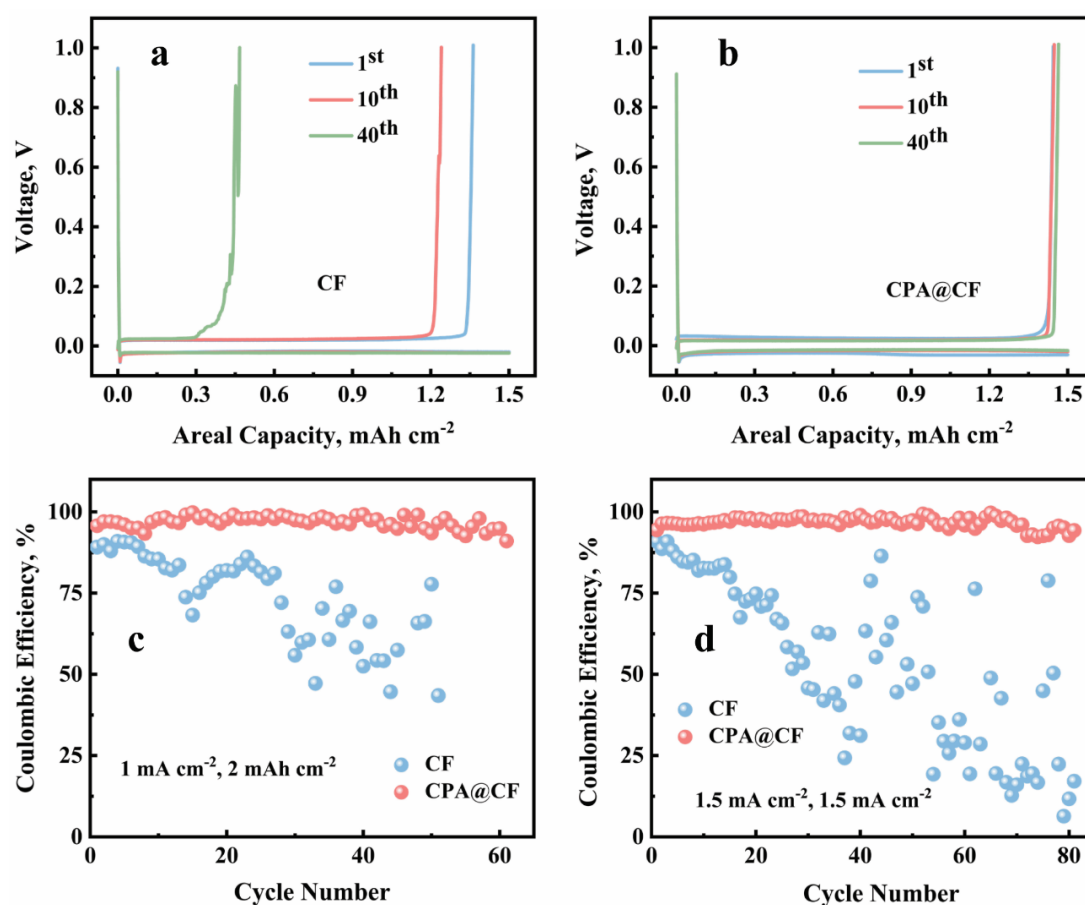 a
1st
10th
40th
CF
Voltage, V
1.0
0.8
0.6
0.4
0.2
0.0
0.0 0.3 0.6 0.9 1.2 1.5
Areal Capacity, mAh cm-2
b
1st
10th
40th
CPA@CF
Voltage, V
1.0
0.8
0.6
0.4
0.2
0.0
0.0 0.3 0.6 0.9 1.2 1.5
Areal Capacity, mAh cm-2
c
Coulombic Efficiency, %
100
75
50
25
0
CF
CPA@CF
1 mA cm-2, 2 mAh cm-2
0 20 40 60
Cycle Number
d
Coulombic Efficiency, %
100
75
50
25
0
CF
CPA@CF
1.5 mA cm-2, 1.5 mA cm-2
0 20 40 60 80
Cycle Number